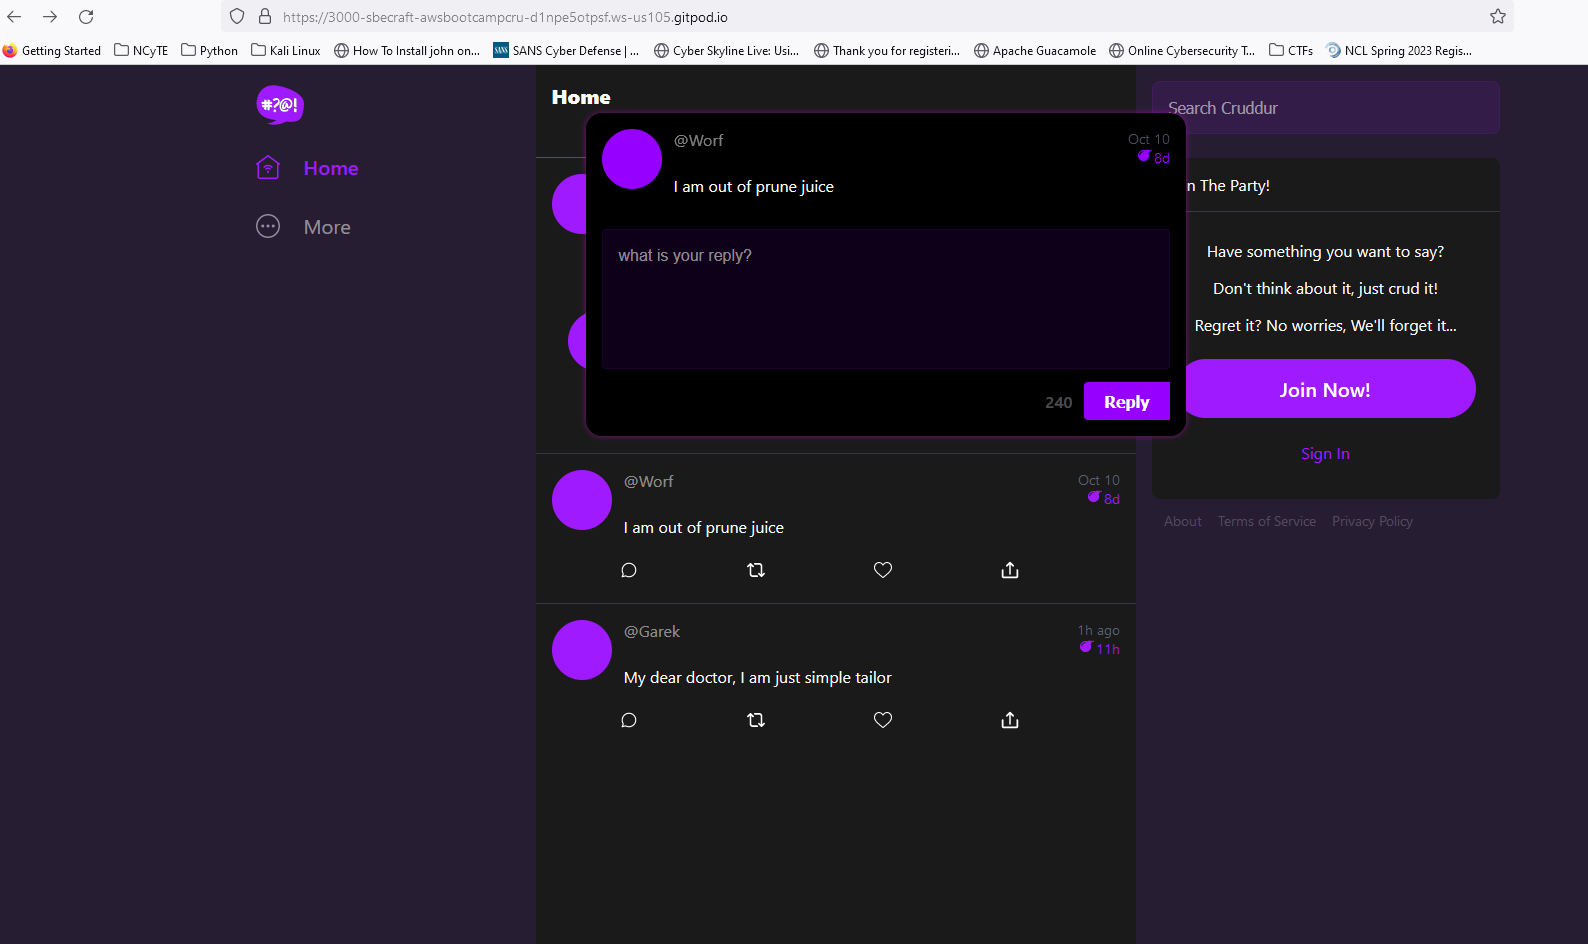 https://3000-sbecraft-awsbootcampcru-d1npe5otpsf.ws-us105.gitpod.io
Getting Started NCyTE Python Kali Linux How To Install john on... SANS Cyber Defense | ... Cyber Skyline Live: Usi... Thank you for registeri... Apache Guacamole Online Cybersecurity T... CTFs NCL Spring 2023 Regis...
#?@!
Home
More
Home
@Worf
Oct 10
8d
I am out of prune juice
what is your reply?
240 Reply
@Worf
Oct 10
8d
I am out of prune juice
@Garek
1h ago
11h
My dear doctor, I am just simple tailor
Search Cruddur
n The Party!
Have something you want to say?
Don't think about it, just crud it!
Regret it? No worries, We'll forget it...
Join Now!
Sign In
About Terms of Service Privacy Policy